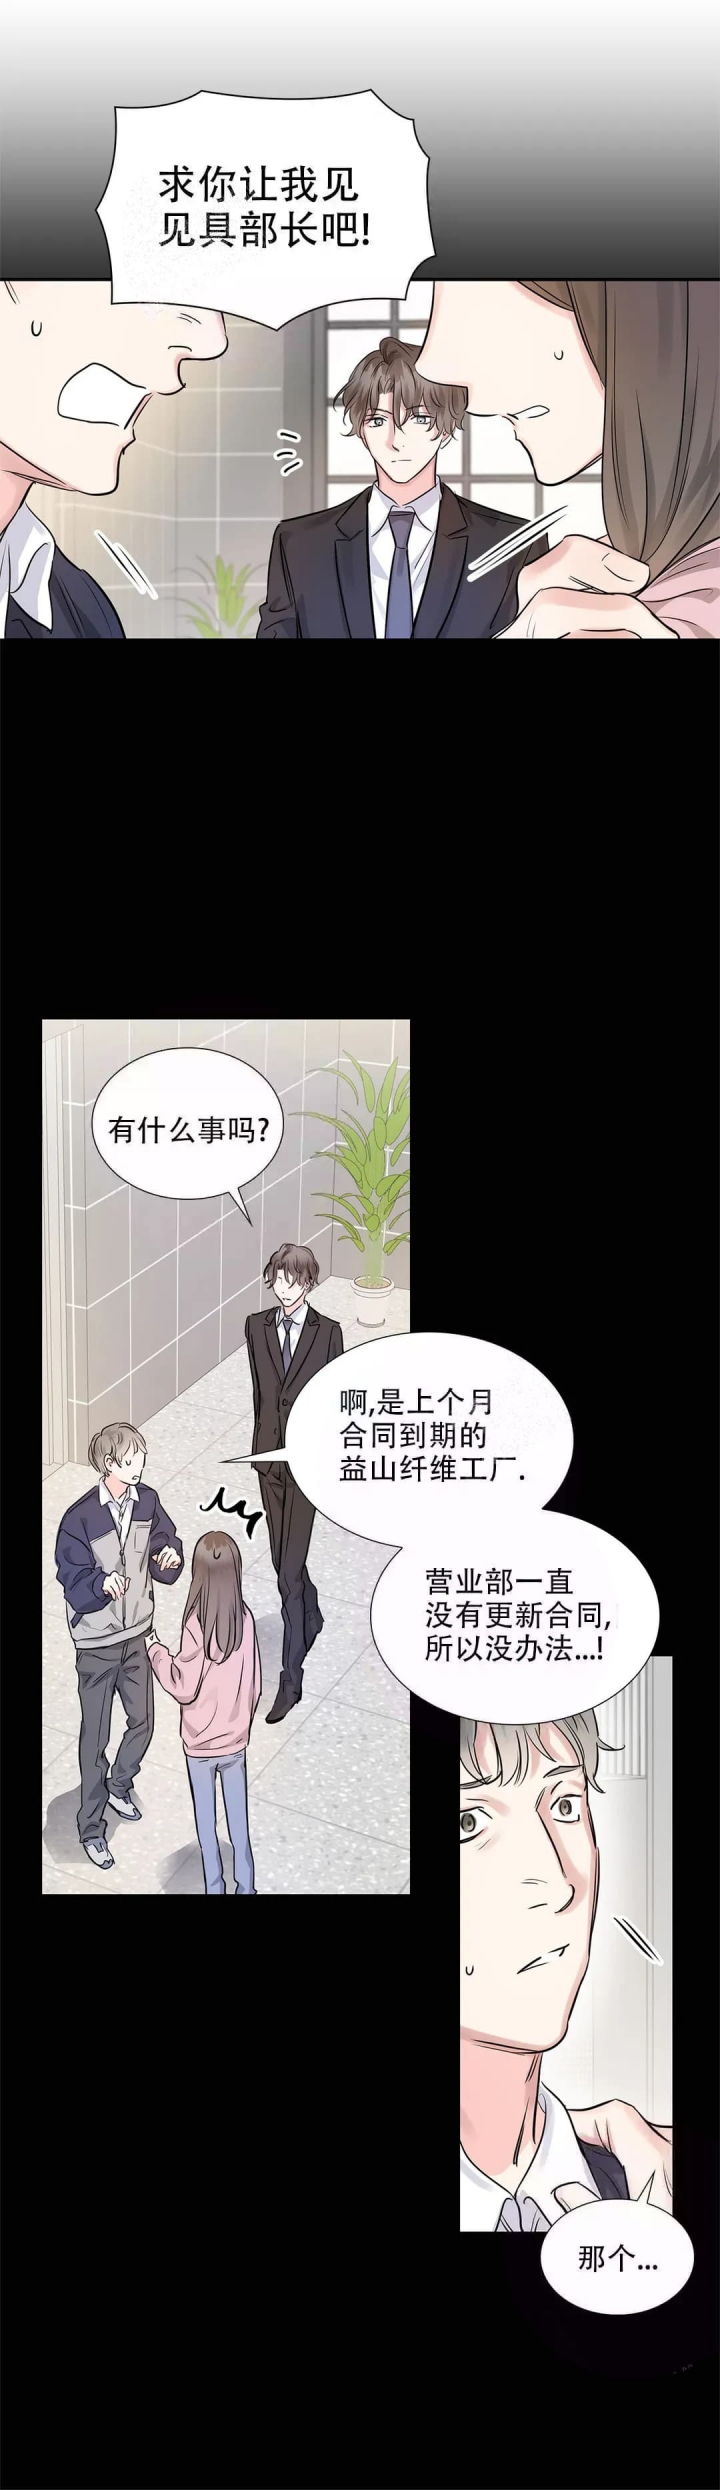 求你让我见
见具部长吧!
有什么事吗?
啊,是上个月
合同到期的
益山纤维工厂.
营业部一直
没有更新合同,
所以没办法...!
那个...